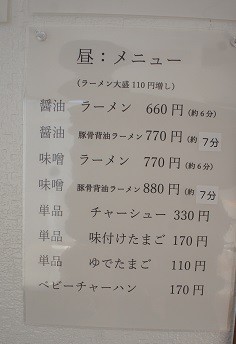 昼：メニュー
（ラーメン大盛110円増し）
醤油 ラーメン 660円（約6分）
醤油 豚骨背油ラーメン770円（約7分
味噌 ラーメン 770円（約6分）
味噌 豚骨背油ラーメン880円（約7分
単品 チャーシュー 330円
単品 味付けたまご 170円
単品 ゆでたまご 110円
ベビーチャーハン 170円